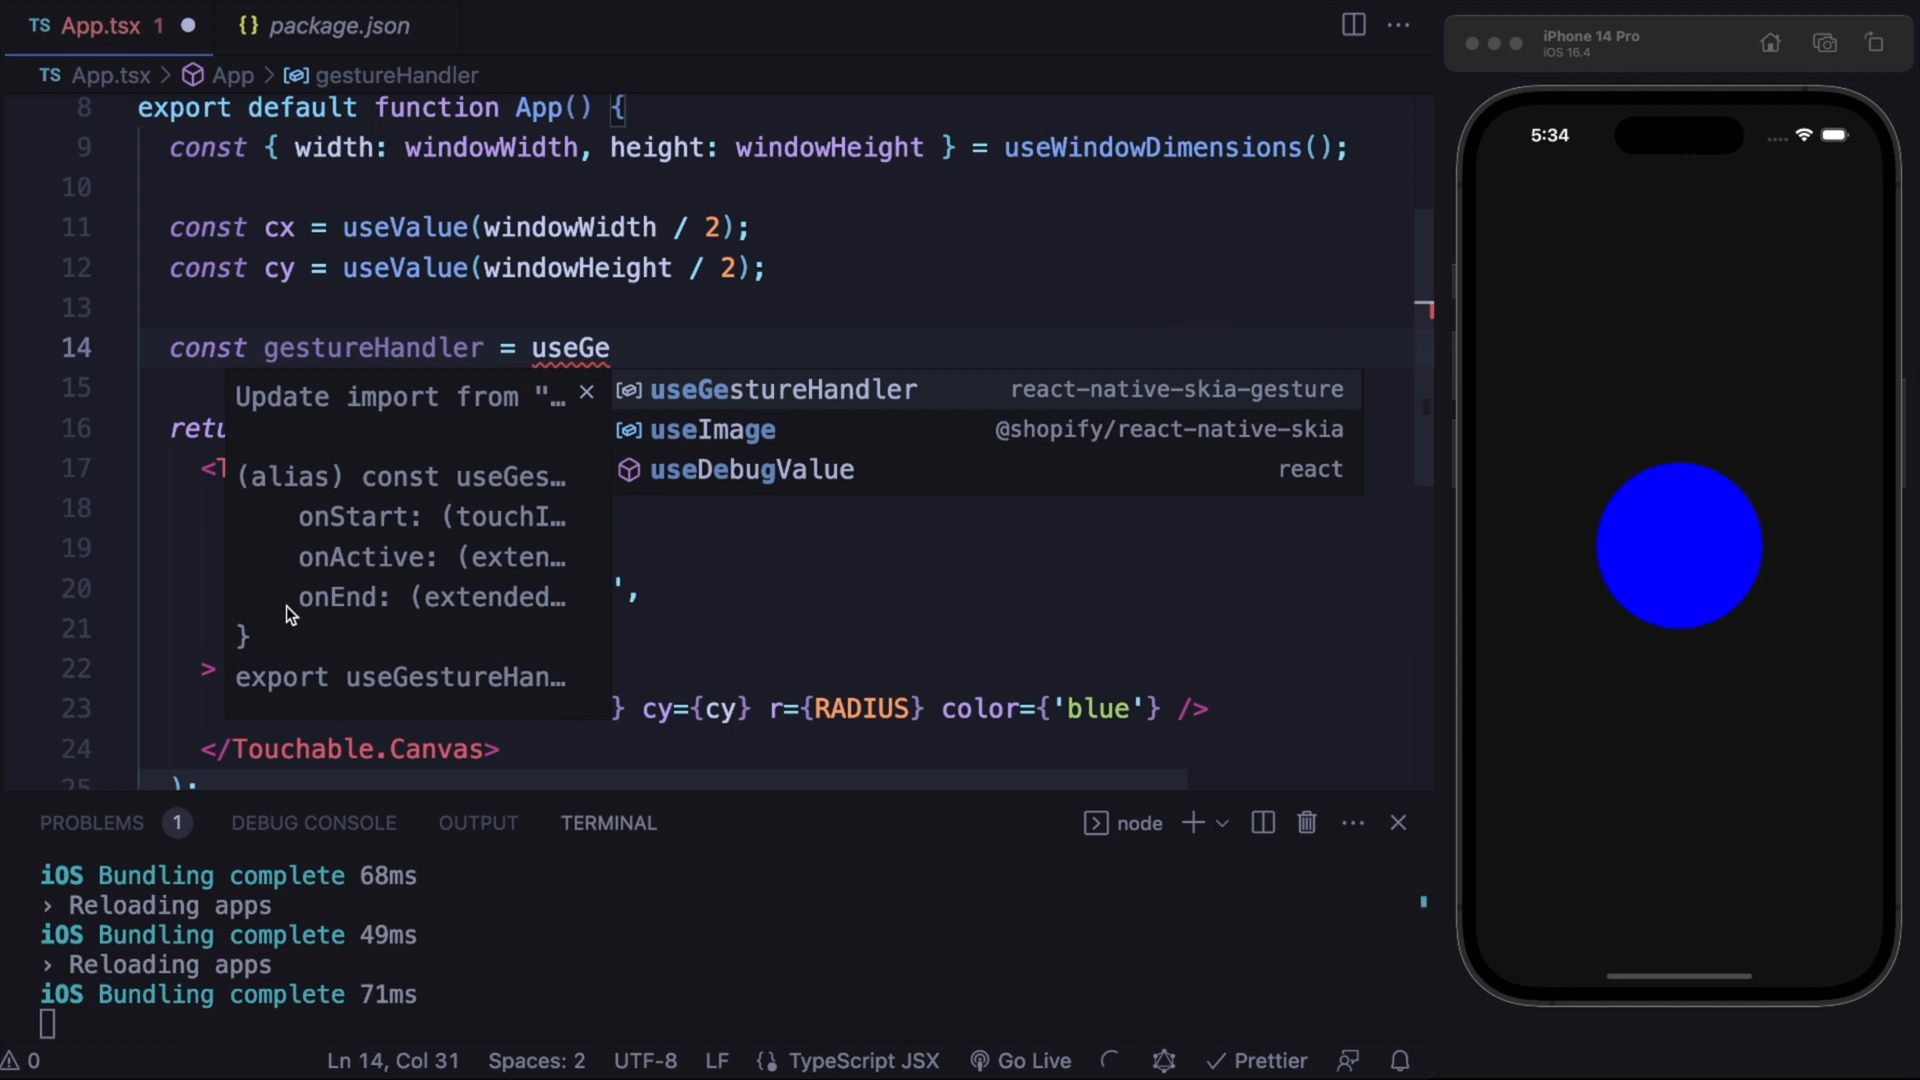 TS App.tsx 1 {} package.json
TS App.tsx > App > gestureHandler
8 export default function App() {
9 const { width: windowWidth, height: windowHeight } = useWindowDimensions();
10
11 const cx = useValue(windowWidth / 2);
12 const cy = useValue(windowHeight / 2);
13
14 const gestureHandler = useGe
15 Update import from "… useGestureHandler react-native-skia-gesture
16 retu useImage @shopify/react-native-skia
17 <T (alias) const useGes… useDebugValue react
18 onStart: (touchI…
19 onActive: (exten…
20 onEnd: (extended… ',
21 }
22 > export useGestureHan…
23 } cy={cy} r={RADIUS} color={'blue'} />
24 </Touchable.Canvas>
25 );
PROBLEMS 1 DEBUG CONSOLE OUTPUT TERMINAL node
iOS Bundling complete 68ms
› Reloading apps
iOS Bundling complete 49ms
› Reloading apps
iOS Bundling complete 71ms
0 Ln 14, Col 31 Spaces: 2 UTF-8 LF TypeScript JSX Go Live Prettier
iPhone 14 Pro
iOS 16.4
5:34